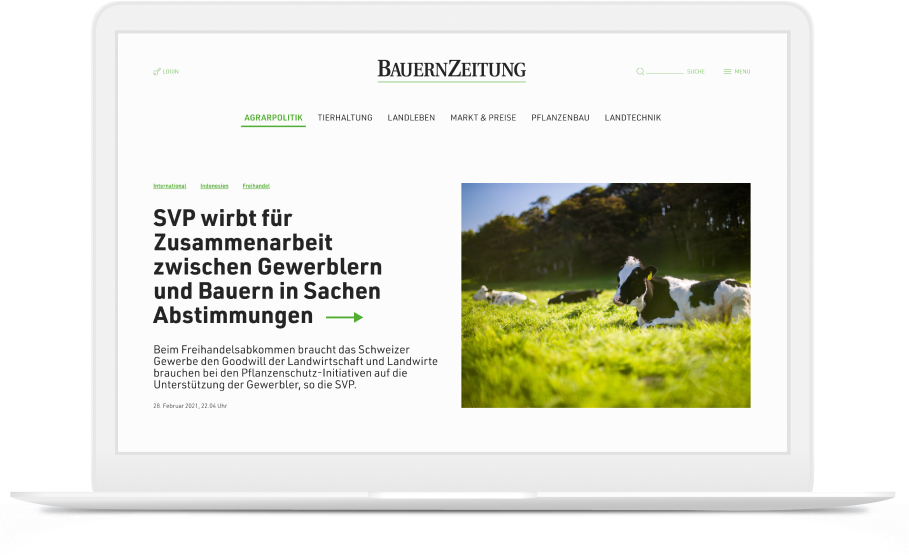 LOGIN
BAUERNZEITUNG
SUCHE
MENÜ
AGRARPOLITIK TIERHALTUNG LANDLEBEN MARKT & PREISE PFLANZENBAU LANDTECHNIK
International Indonesien Freihandel
SVP wirbt für
Zusammenarbeit
zwischen Gewerblern
und Bauern in Sachen
Abstimmungen
Beim Freihandelsabkommen braucht das Schweizer
Gewerbe den Goodwill der Landwirtschaft und Landwirte
brauchen bei den Pflanzenschutz-Initiativen auf die
Unterstützung der Gewerbler, so die SVP.
28. Februar 2021, 22.04 Uhr